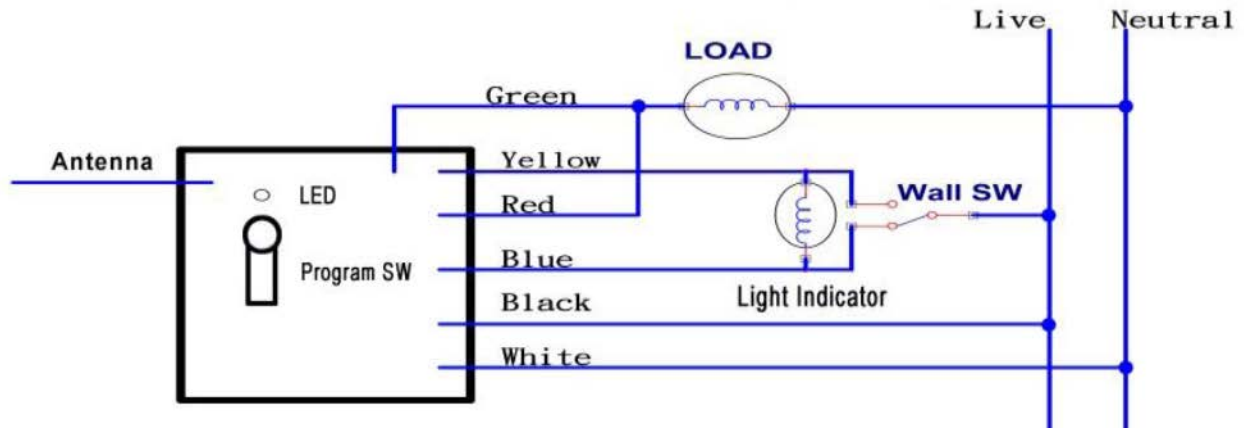 Live Neutral
LOAD
Green
Antenna
Yellow
LED
Red
Wall SW
Program SW
Blue
Light Indicator
Black
White